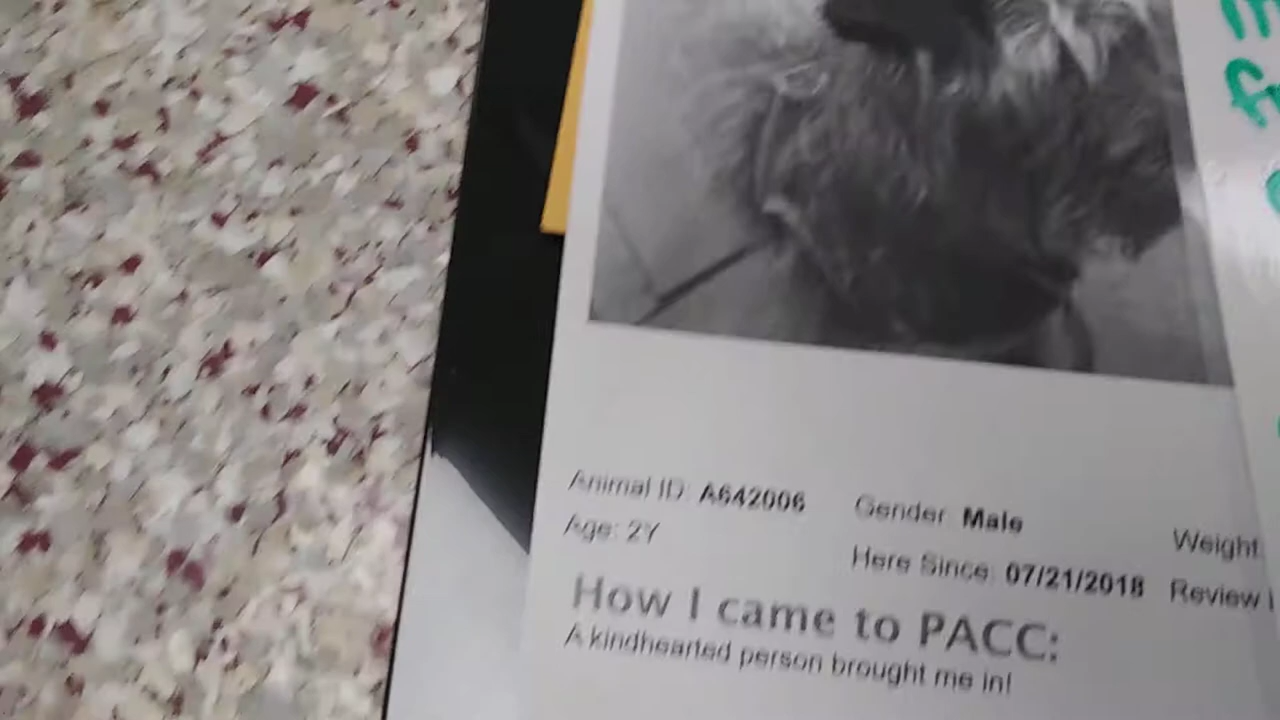 Animal ID: A642006 Gender: Male Weight:
Age: 2Y Here Since: 07/21/2018 Review
How I came to PACC:
A kindhearted person brought me in!